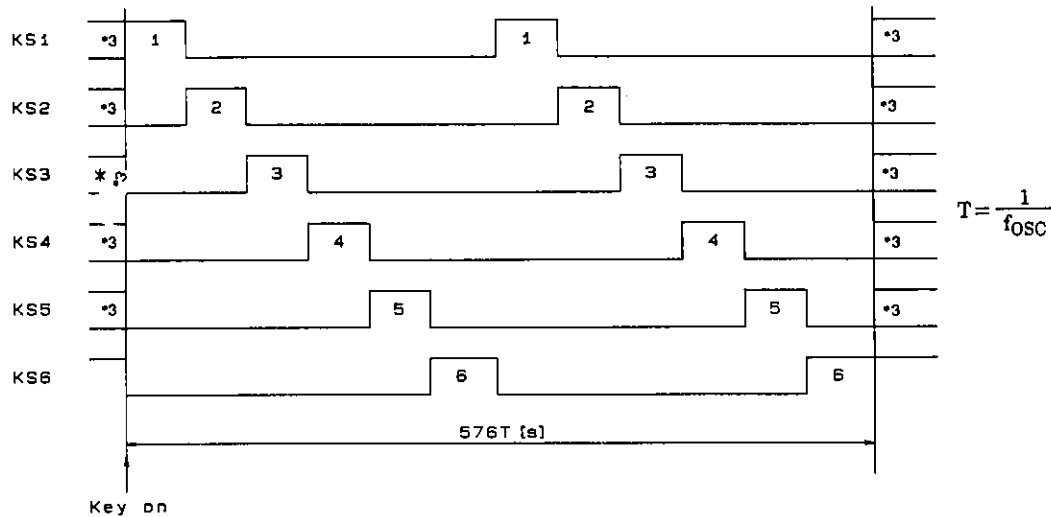 KS1 *3 1 1 *3
KS2 *3 2 2 *3
KS3 * *3 3 3 *3
KS4 *3 4 4 *3
KS5 *3 5 5 *3
KS6 6 6
T=1/fOSC
576T [s]
Key on